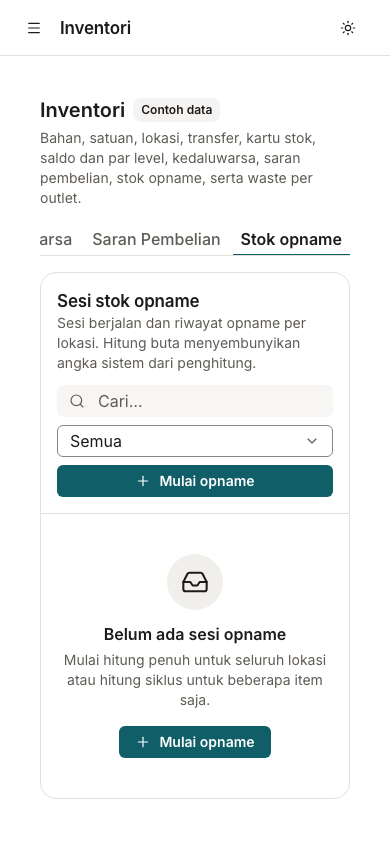 Inventori
Inventori
Contoh data
Bahan, satuan, lokasi, transfer, kartu stok,
saldo dan par level, kedaluwarsa, saran
pembelian, stok opname, serta waste per
outlet.
arsa Saran Pembelian Stok opname
Sesi stok opname
Sesi berjalan dan riwayat opname per
lokasi. Hitung buta menyembunyikan
angka sistem dari penghitung.
Cari...
Semua
Mulai opname
Belum ada sesi opname
Mulai hitung penuh untuk seluruh lokasi
atau hitung siklus untuk beberapa item
saja.
Mulai opname